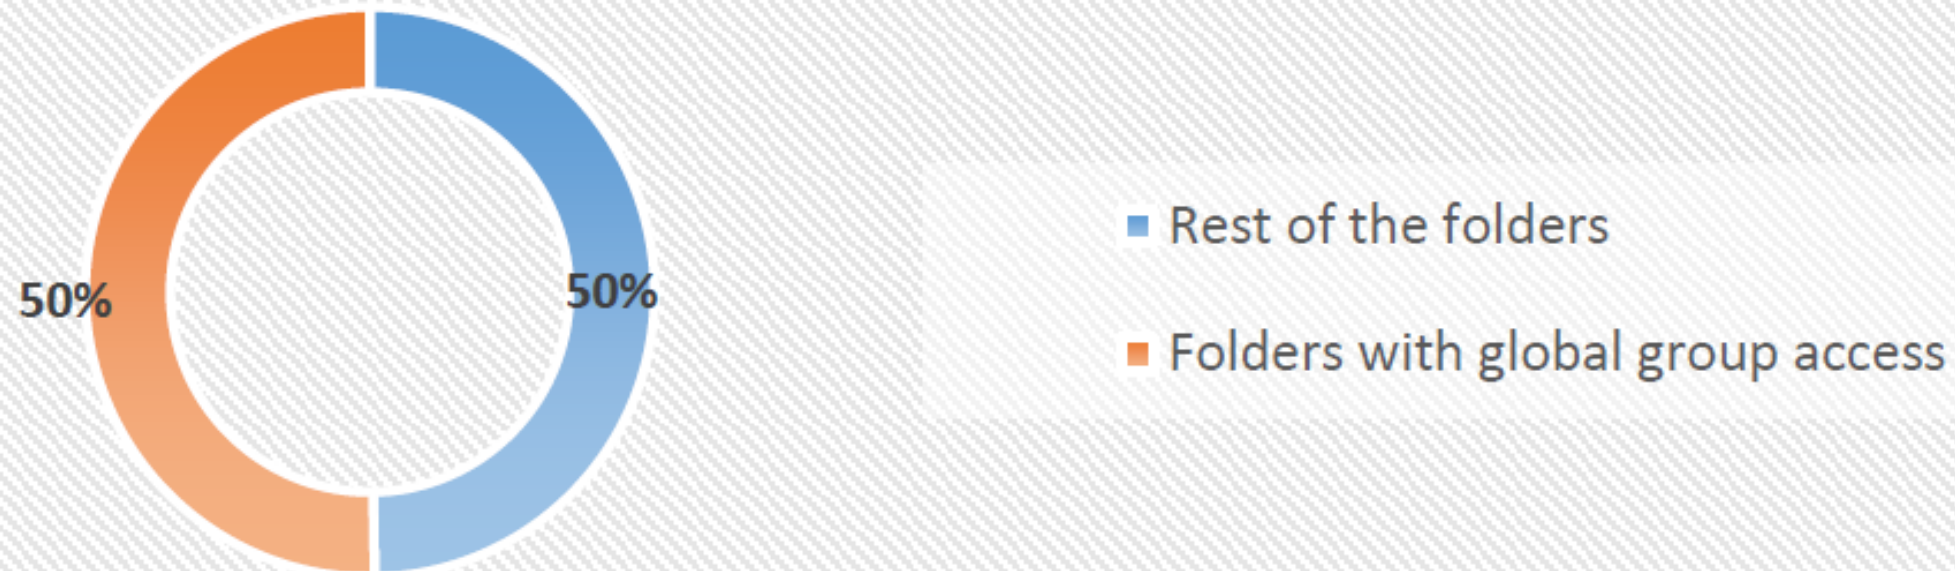 50%
50%
Rest of the folders
Folders with global group access